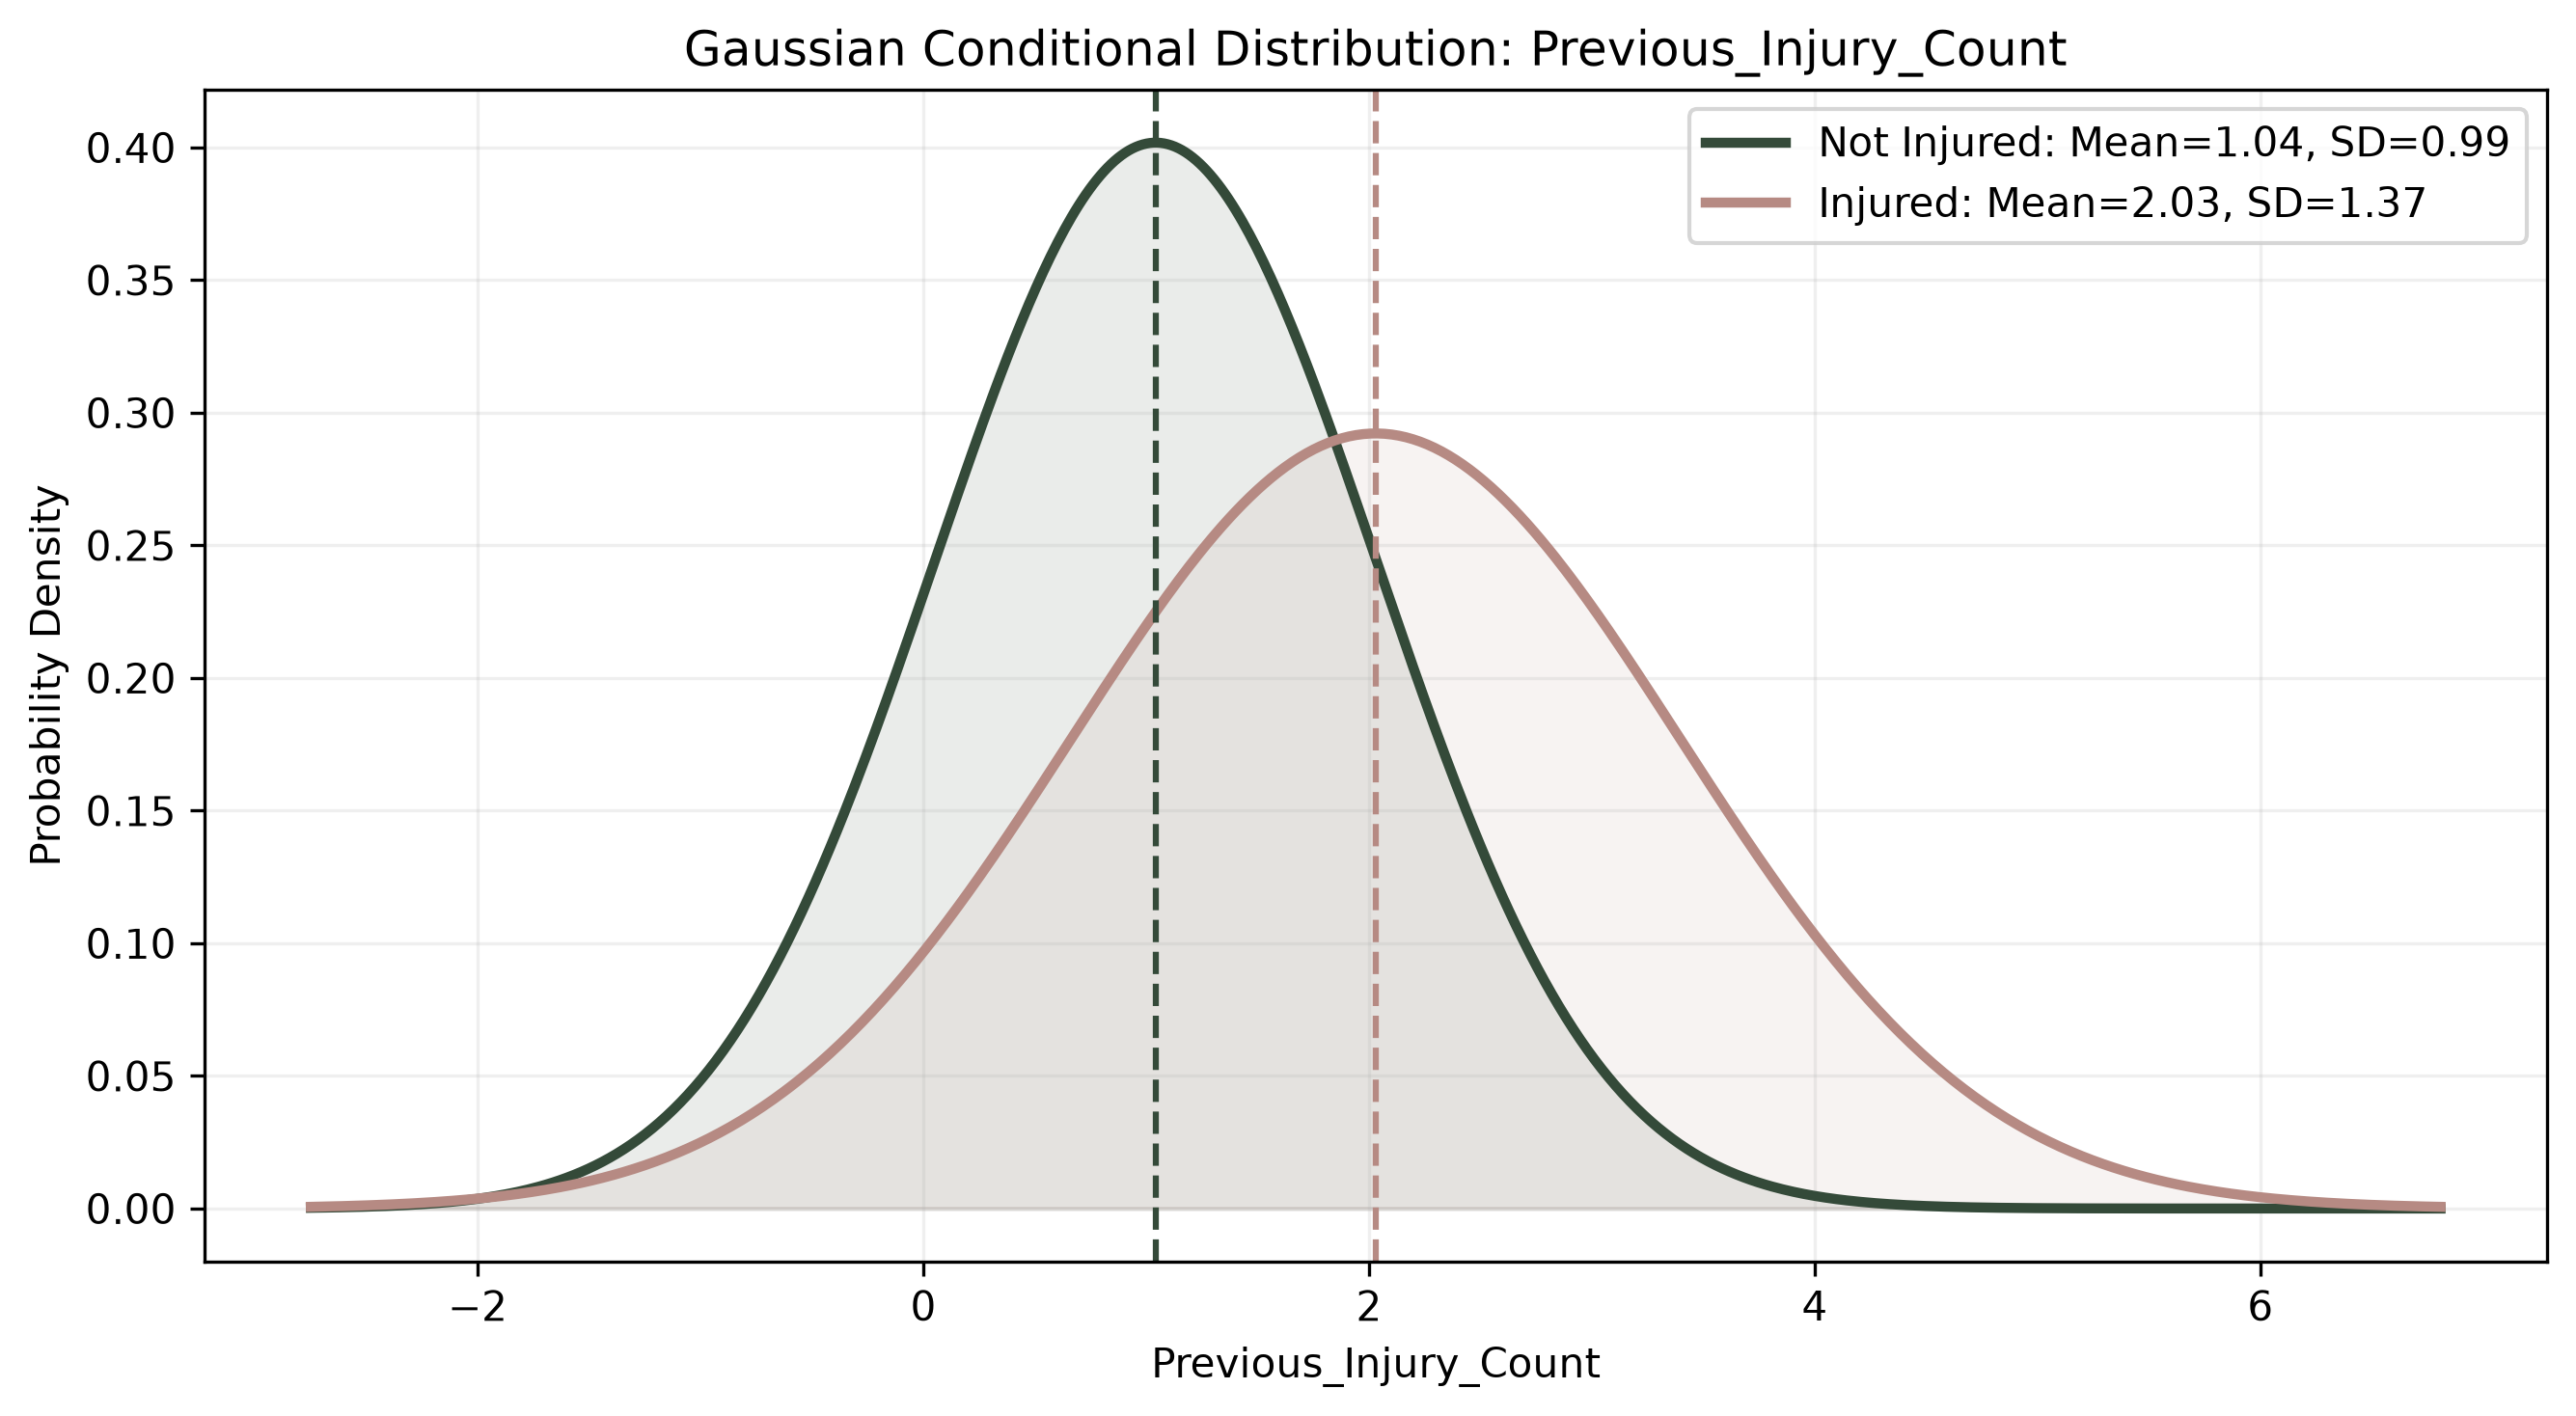 Gaussian Conditional Distribution: Previous_Injury_Count
Not Injured: Mean=1.04, SD=0.99
Injured: Mean=2.03, SD=1.37
Probability Density
0.40
0.35
0.30
0.25
0.20
0.15
0.10
0.05
0.00
−2
0
2
4
6
Previous_Injury_Count